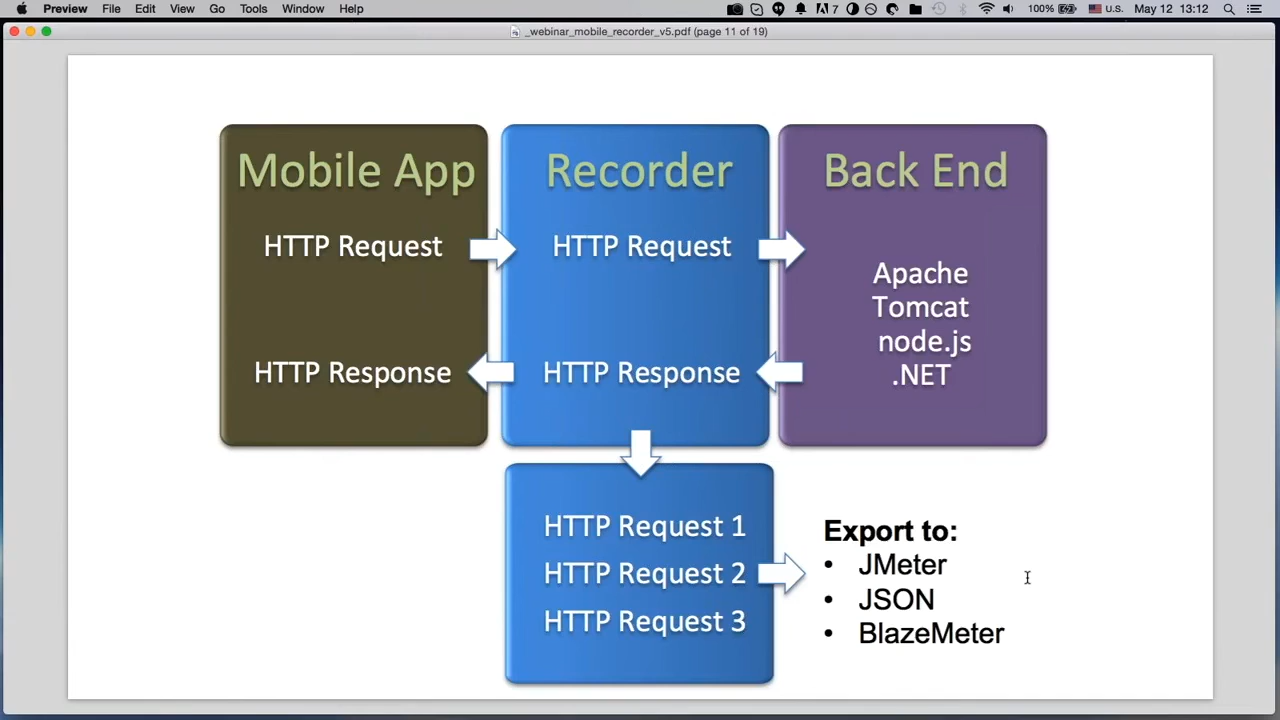 Preview File Edit View Go Tools Window Help 7 100% U.S. May 12 13:12
_webinar_mobile_recorder_v5.pdf (page 11 of 19)
Mobile App
HTTP Request
HTTP Response
Recorder
HTTP Request
HTTP Response
Back End
Apache
Tomcat
node.js
.NET
HTTP Request 1
HTTP Request 2
HTTP Request 3
Export to:
• JMeter
• JSON
• BlazeMeter